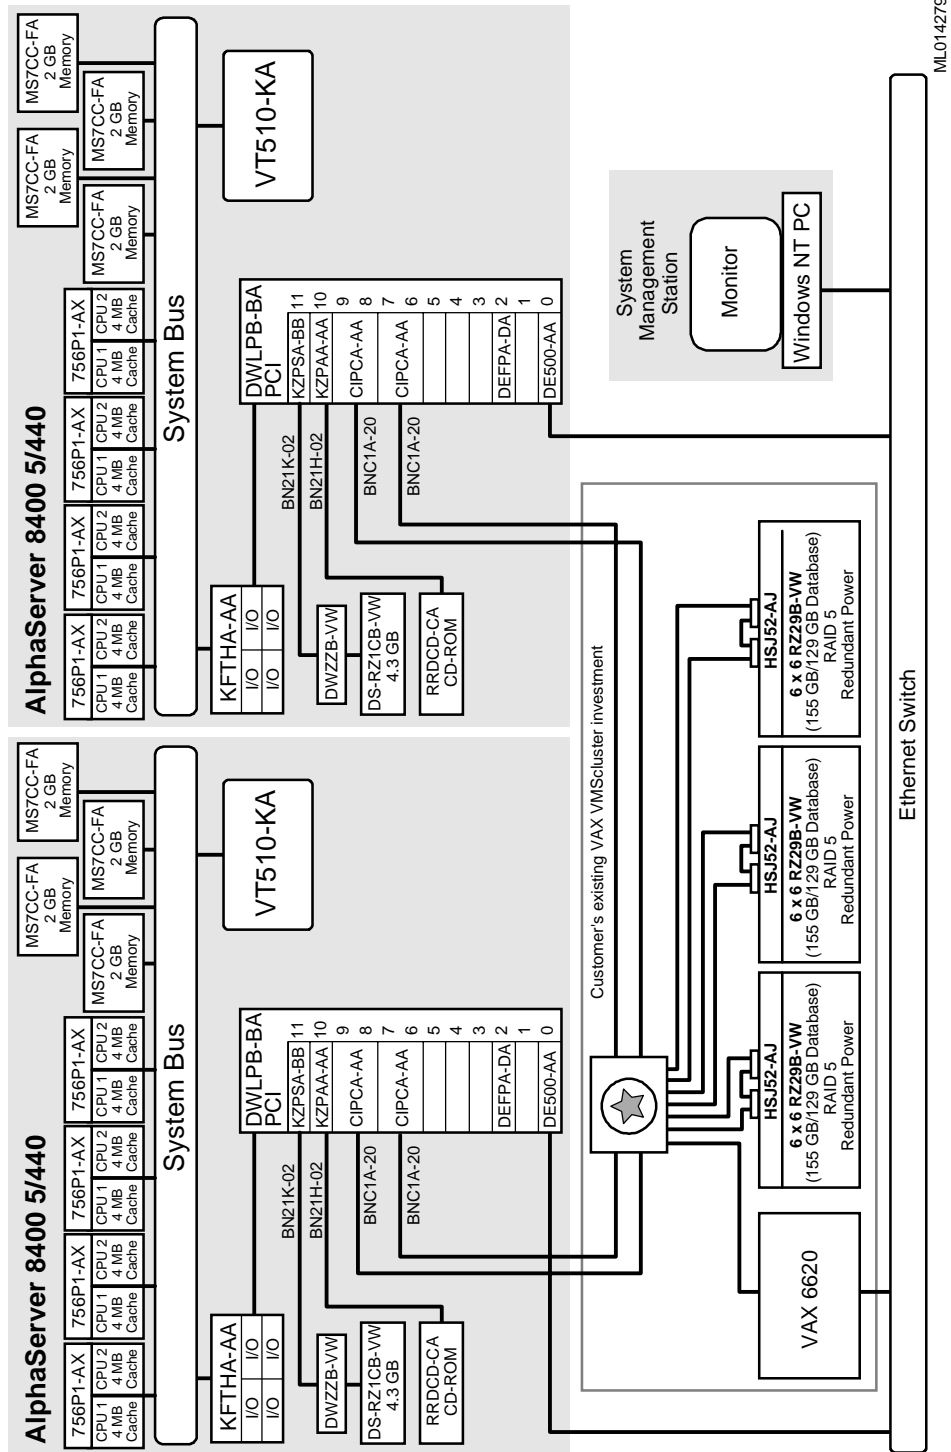 AlphaServer 8400 5/440
756P1-AX
CPU 1
4 MB
Cache
CPU 2
4 MB
Cache
756P1-AX
CPU 1
4 MB
Cache
CPU 2
4 MB
Cache
756P1-AX
CPU 1
4 MB
Cache
CPU 2
4 MB
Cache
756P1-AX
CPU 1
4 MB
Cache
CPU 2
4 MB
Cache
MS7CC-FA
2 GB
Memory
MS7CC-FA
2 GB
Memory
MS7CC-FA
2 GB
Memory
MS7CC-FA
2 GB
Memory
System Bus
KFTHA-AA
I/O
I/O
I/O
I/O
VT510-KA
DWLPB-BA
PCI
KZPSA-BB 11
KZPAA-AA 10
9
CIPCA-AA 8
7
CIPCA-AA 6
5
4
3
DEFPA-DA 2
1
DE500-AA 0
BN21K-02
BN21H-02
BNC1A-20
BNC1A-20
DWZZB-VW
DS-RZ1CB-VW
4.3 GB
RRDCD-CA
CD-ROM
AlphaServer 8400 5/440
756P1-AX
CPU 1
4 MB
Cache
CPU 2
4 MB
Cache
756P1-AX
CPU 1
4 MB
Cache
CPU 2
4 MB
Cache
756P1-AX
CPU 1
4 MB
Cache
CPU 2
4 MB
Cache
756P1-AX
CPU 1
4 MB
Cache
CPU 2
4 MB
Cache
MS7CC-FA
2 GB
Memory
MS7CC-FA
2 GB
Memory
MS7CC-FA
2 GB
Memory
MS7CC-FA
2 GB
Memory
System Bus
KFTHA-AA
I/O
I/O
I/O
I/O
VT510-KA
DWLPB-BA
PCI
KZPSA-BB 11
KZPAA-AA 10
9
CIPCA-AA 8
7
CIPCA-AA 6
5
4
3
DEFPA-DA 2
1
DE500-AA 0
BN21K-02
BN21H-02
BNC1A-20
BNC1A-20
DWZZB-VW
DS-RZ1CB-VW
4.3 GB
RRDCD-CA
CD-ROM
Customer's existing VAX VMScluster investment
VAX 6620
HSJ52-AJ
6 x 6 RZ29B-VW
(155 GB/129 GB Database)
RAID 5
Redundant Power
HSJ52-AJ
6 x 6 RZ29B-VW
(155 GB/129 GB Database)
RAID 5
Redundant Power
HSJ52-AJ
6 x 6 RZ29B-VW
(155 GB/129 GB Database)
RAID 5
Redundant Power
System
Management
Station
Monitor
Windows NT PC
Ethernet Switch
ML014279